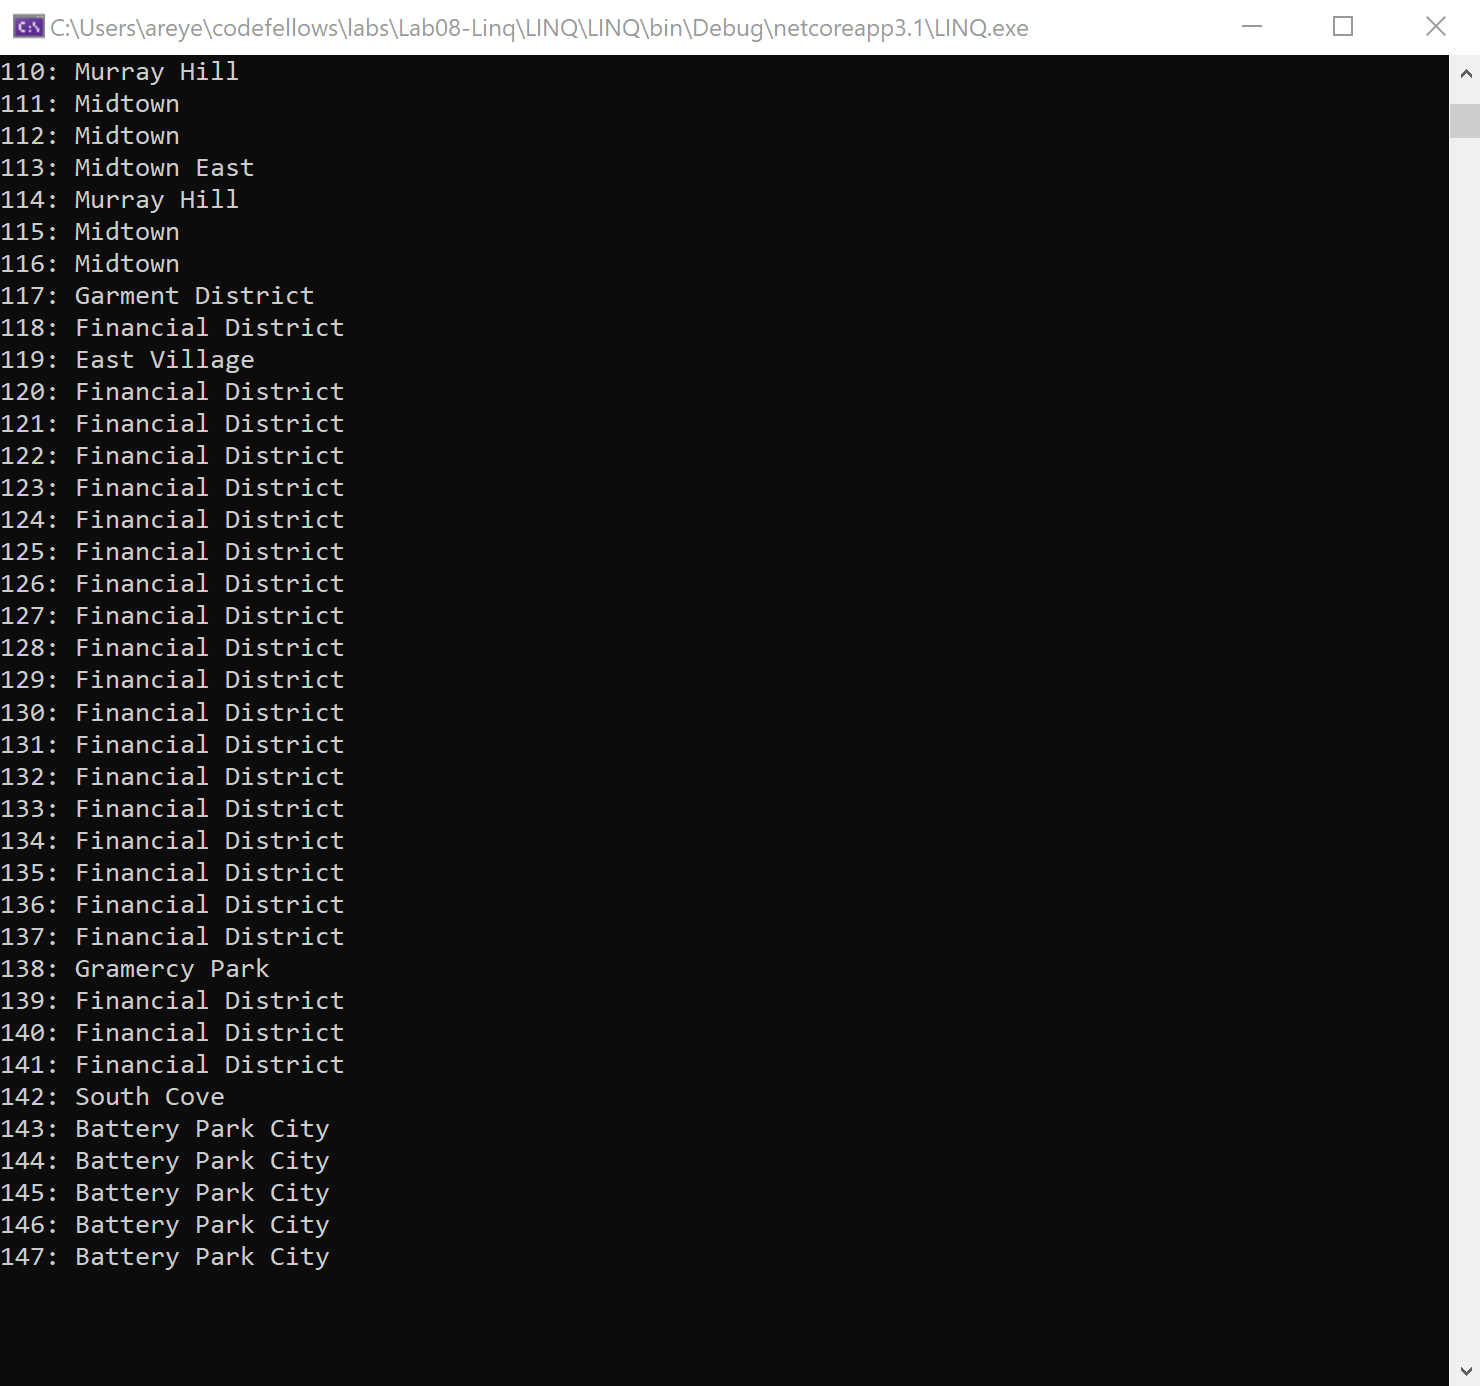 C:\Users\areye\codefellows\labs\Lab08-Linq\LINQ\LINQ\bin\Debug\netcoreapp3.1\LINQ.exe
110: Murray Hill
111: Midtown
112: Midtown
113: Midtown East
114: Murray Hill
115: Midtown
116: Midtown
117: Garment District
118: Financial District
119: East Village
120: Financial District
121: Financial District
122: Financial District
123: Financial District
124: Financial District
125: Financial District
126: Financial District
127: Financial District
128: Financial District
129: Financial District
130: Financial District
131: Financial District
132: Financial District
133: Financial District
134: Financial District
135: Financial District
136: Financial District
137: Financial District
138: Gramercy Park
139: Financial District
140: Financial District
141: Financial District
142: South Cove
143: Battery Park City
144: Battery Park City
145: Battery Park City
146: Battery Park City
147: Battery Park City